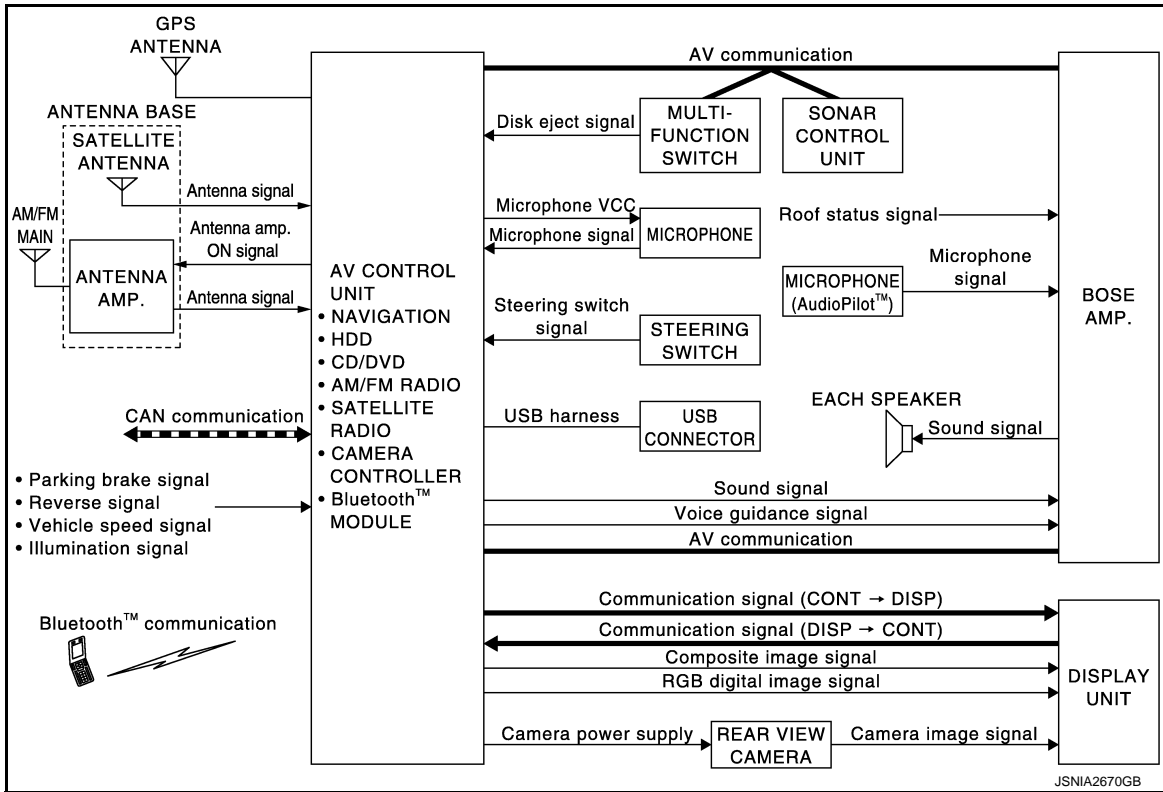 GPS
ANTENNA
ANTENNA BASE
SATELLITE
ANTENNA
Antenna signal
AM/FM
MAIN
Antenna amp.
ON signal
ANTENNA
AMP.
Antenna signal
CAN communication
• Parking brake signal
• Reverse signal
• Vehicle speed signal
• Illumination signal
Bluetooth™ communication
AV CONTROL
UNIT
• NAVIGATION
• HDD
• CD/DVD
• AM/FM RADIO
• SATELLITE
RADIO
• CAMERA
CONTROLLER
• Bluetooth™
MODULE
AV communication
Disk eject signal
MULTI-
FUNCTION
SWITCH
SONAR
CONTROL
UNIT
Microphone VCC
Microphone signal
MICROPHONE
Roof status signal
MICROPHONE
(AudioPilot™)
Microphone
signal
Steering switch
signal
STEERING
SWITCH
USB harness
USB
CONNECTOR
EACH SPEAKER
Sound signal
Sound signal
Voice guidance signal
AV communication
BOSE
AMP.
Communication signal (CONT → DISP)
Communication signal (DISP → CONT)
Composite image signal
RGB digital image signal
Camera power supply
REAR VIEW
CAMERA
Camera image signal
DISPLAY
UNIT
JSNIA2670GB